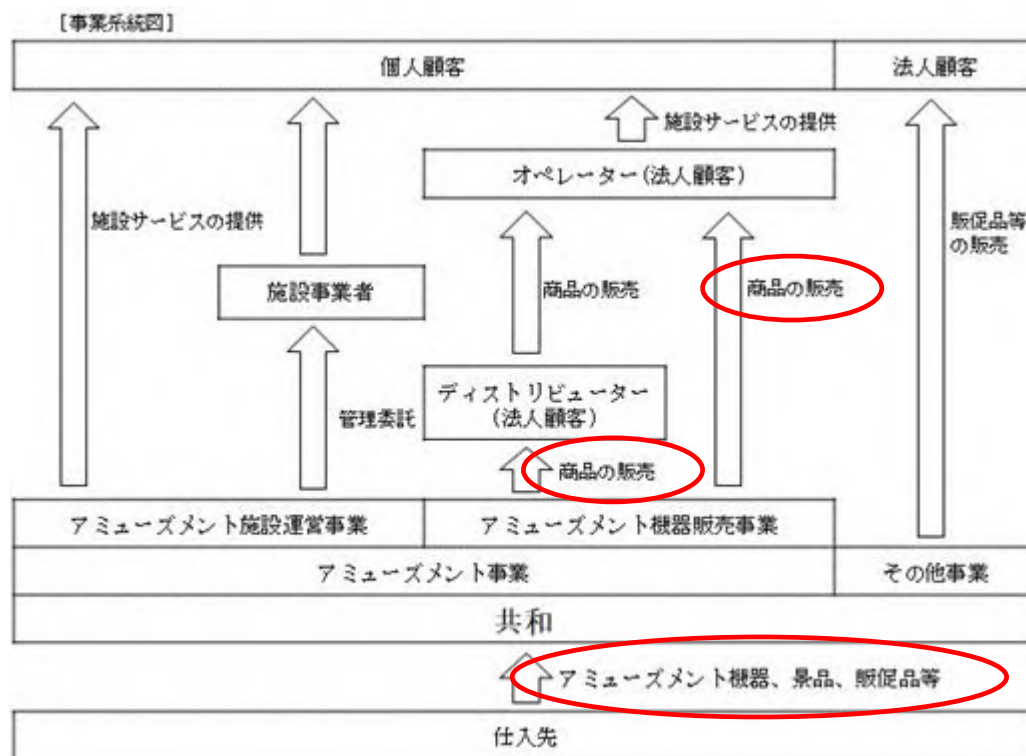 [事業系統図]
個人顧客
法人顧客
施設サービスの提供
オペレーター(法人顧客)
施設サービスの提供
販促品等
の販売
施設事業者
商品の販売
商品の販売
ディストリビューター
(法人顧客)
管理委託
商品の販売
アミューズメント施設運営事業
アミューズメント機器販売事業
アミューズメント事業
その他事業
共和
アミューズメント機器、景品、販促品等
仕入先